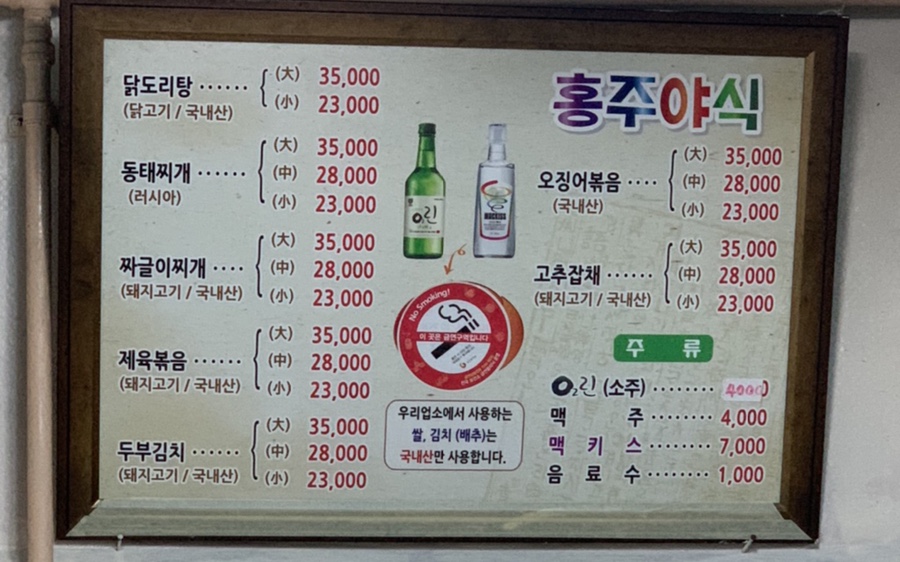 닭도리탕 ······ (大) 35,000
(小) 23,000
(닭고기 / 국내산)
동태찌개 ······ (大) 35,000
(中) 28,000
(小) 23,000
(러시아)
짜글이찌개 ···· (大) 35,000
(中) 28,000
(小) 23,000
(돼지고기 / 국내산)
제육볶음 ······ (大) 35,000
(中) 28,000
(小) 23,000
(돼지고기 / 국내산)
두부김치 ······ (大) 35,000
(中) 28,000
(小) 23,000
(돼지고기 / 국내산)
O₂린
No Smoking!
이 곳은 금연구역입니다
우리업소에서 사용하는
쌀, 김치 (배추)는
국내산만 사용합니다.
홍주야식
오징어볶음 ···· (大) 35,000
(中) 28,000
(小) 23,000
(국내산)
고추잡채 ······ (大) 35,000
(中) 28,000
(小) 23,000
(돼지고기 / 국내산)
주 류
O₂린 (소주) ········ 4000
맥 주 ········ 4,000
맥 키 스 ········ 7,000
음 료 수 ········ 1,000